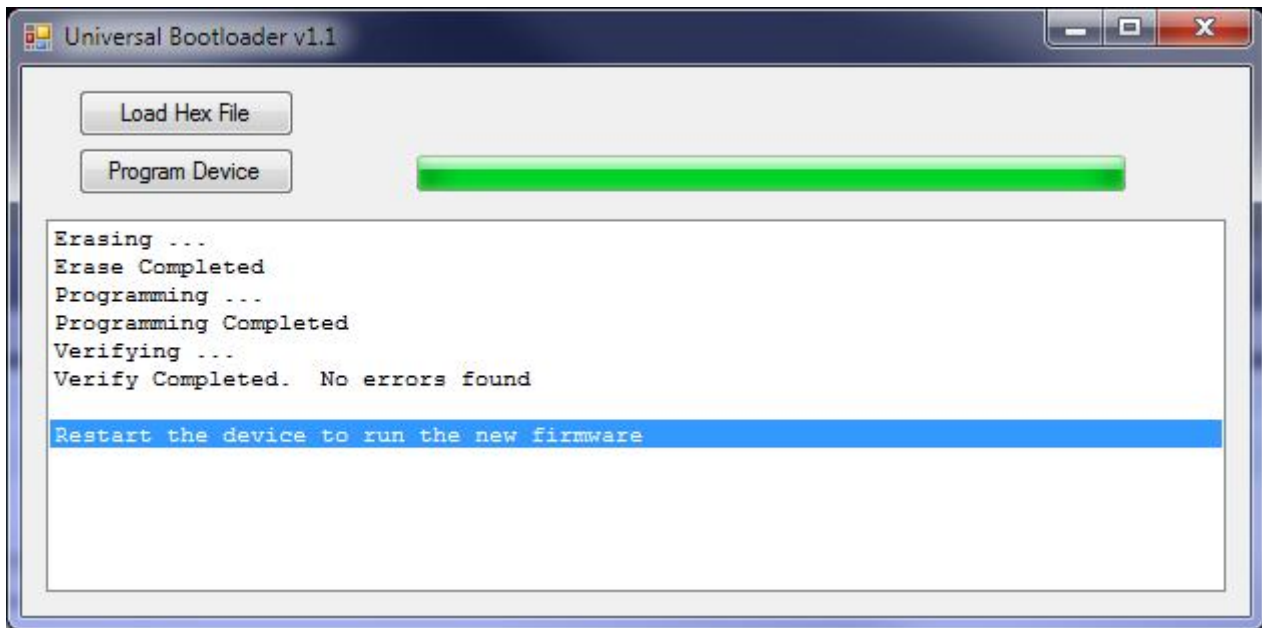 Universal Bootloader v1.1
Load Hex File
Program Device
Erasing ...
Erase Completed
Programming ...
Programming Completed
Verifying ...
Verify Completed.  No errors found
Restart the device to run the new firmware